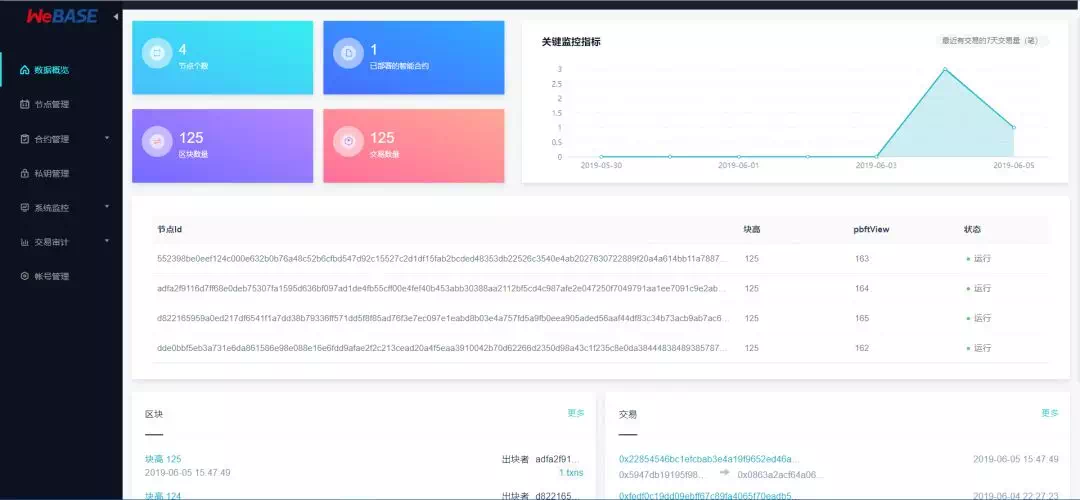 WeBASE
数据概览
节点管理
合约管理
私钥管理
系统监控
交易审计
帐号管理
4
节点个数
1
已部署的智能合约
125
区块数量
125
交易数量
关键监控指标
最近有交易的7天交易量（笔）
3
2.5
2
1.5
1
0.5
0
2019-05-30
2019-06-01
2019-06-03
2019-06-05
节点Id 块高 pbftView 状态
552398be0eef124c000e632b0b76a48c52b6cfbd547d92c15527c2d1df15fab2bcded48353db22526c3540e4ab2027630722889f20a4a614bb11a7887... 125 163 运行
adfa2f9116d7ff68e0deb75307fa1595d636bf097ad1de4fb55cff00e4fef40b453abb30388aa2112bf5cd4c987afe2e047250f7049791aa1ee7091c9e2ab... 125 164 运行
d822165959a0ed217df6541f1a7dd38b79336ff571dd5f8f85ad76f3e7ec097e1eabd8b03e4a757fd5a9fb0eea905aded56aaf44df83c34b73acb9ab7ac6... 125 165 运行
dde0bbf5eb3a731e6da861586e98e088e16e6fdd9afae2f2c213cead20a4f5eaa3910042b70d62266d2350d98a43c1f235c8e0da38444838489385787... 125 162 运行
区块 更多
块高 125 出块者 adfa2f91...
2019-06-05 15:47:49 1 txns
块高 124 出块者 d822165...
交易 更多
0x22854546bc1efcbab3e4a19f9652ed46a... 2019-06-05 15:47:49
0x5947db19195f98... 0x0863a2acf64a06...
0xfedf0c19dd09ebff67c89fa4065f70eadb5... 2019-06-04 22:27:23